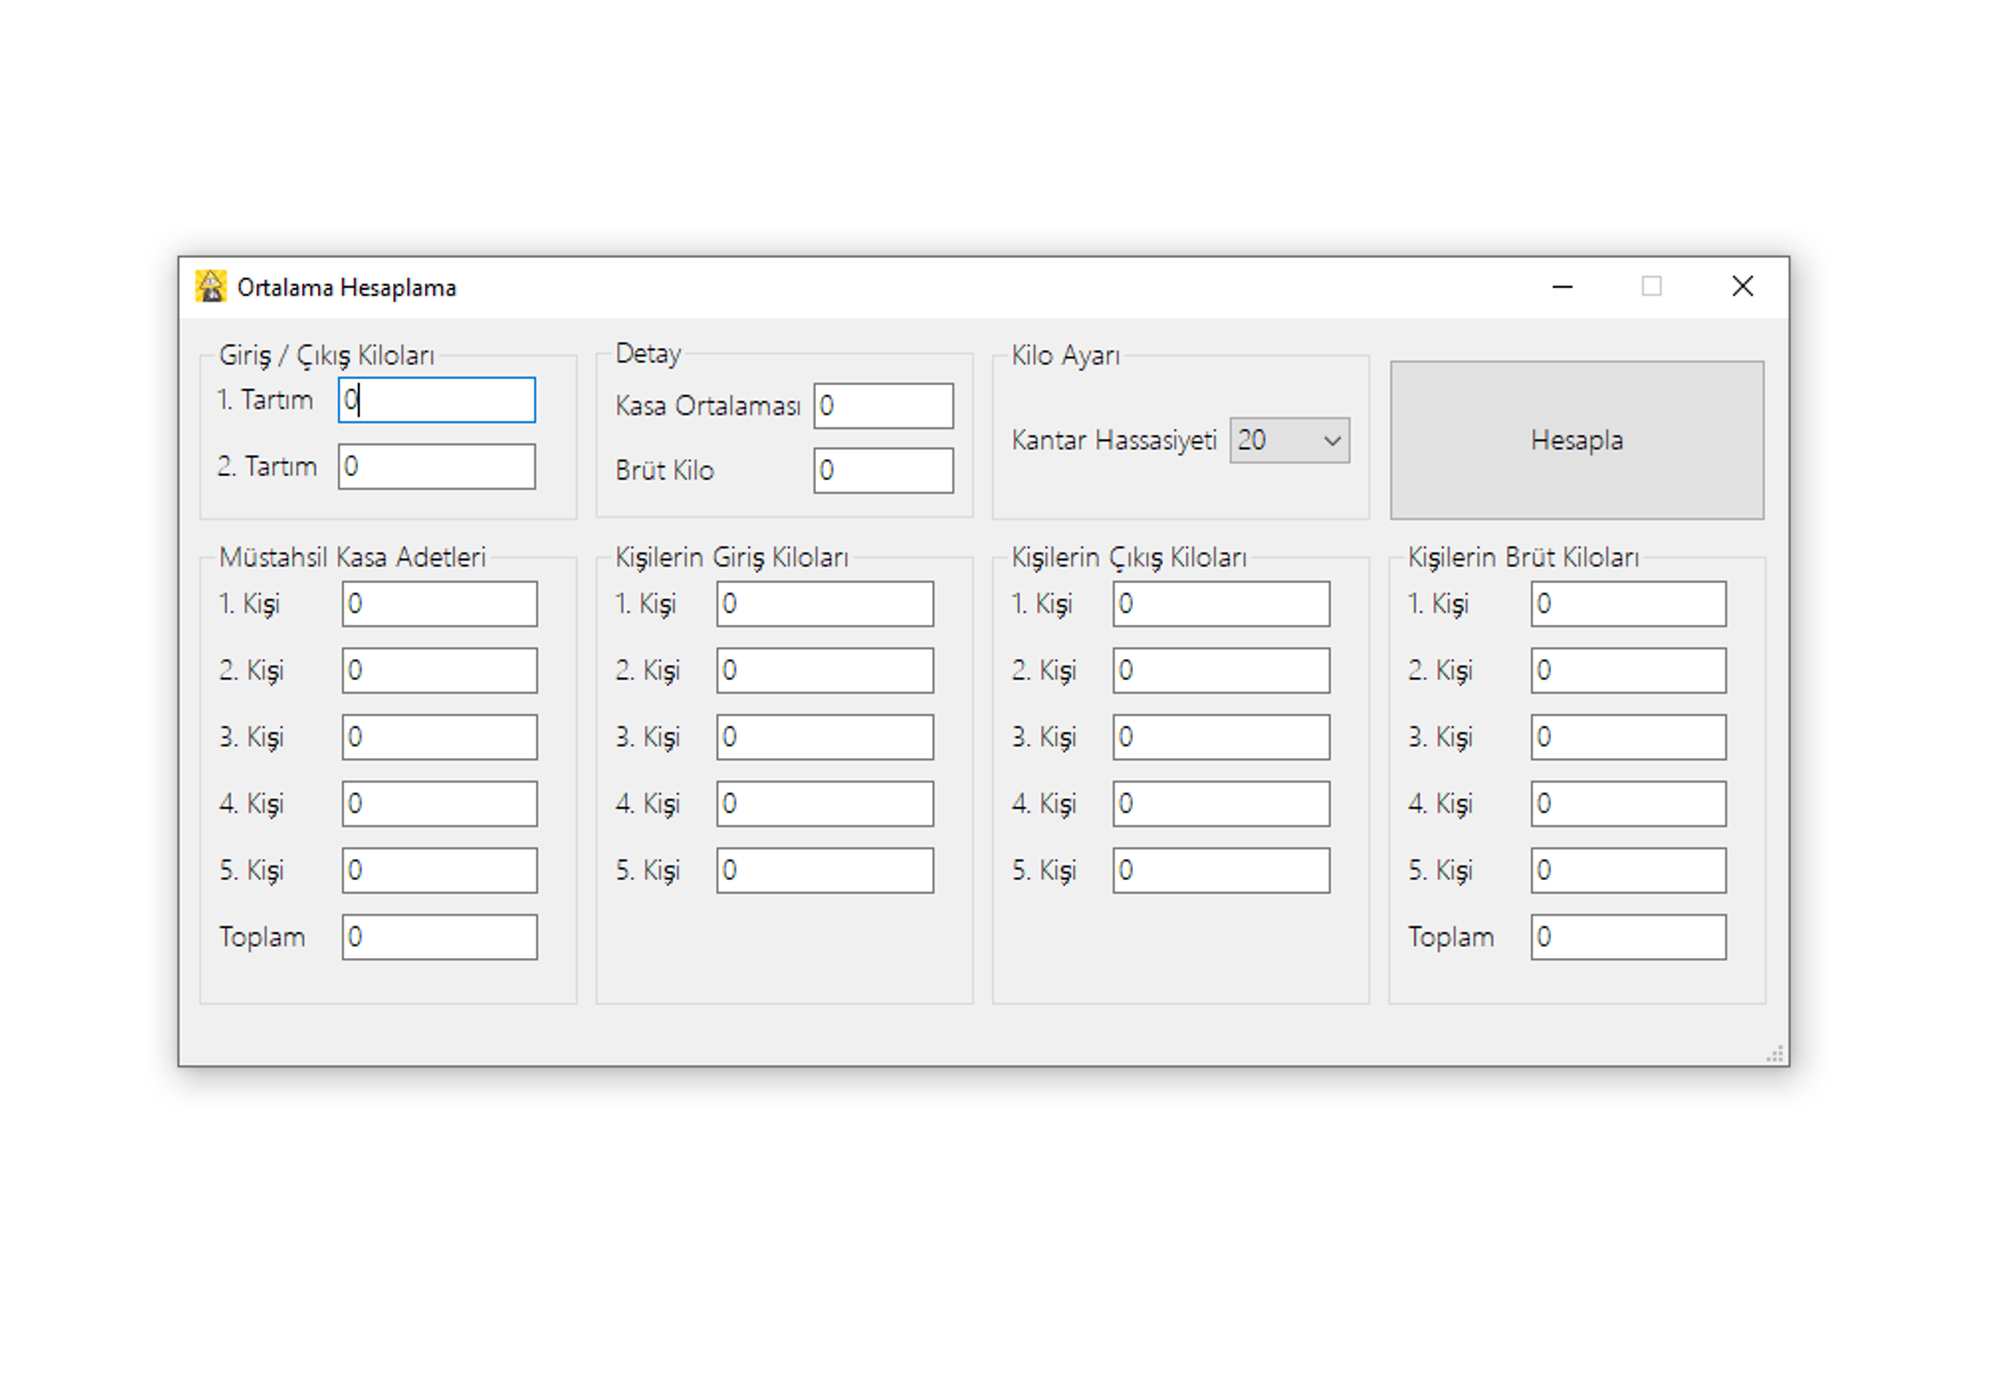 Ortalama Hesaplama
Giriş / Çıkış Kiloları
1. Tartım 0
2. Tartım 0
Detay
Kasa Ortalaması 0
Brüt Kilo 0
Kilo Ayarı
Kantar Hassasiyeti 20
Hesapla
Müstahsil Kasa Adetleri
1. Kişi 0
2. Kişi 0
3. Kişi 0
4. Kişi 0
5. Kişi 0
Toplam 0
Kişilerin Giriş Kiloları
1. Kişi 0
2. Kişi 0
3. Kişi 0
4. Kişi 0
5. Kişi 0
Kişilerin Çıkış Kiloları
1. Kişi 0
2. Kişi 0
3. Kişi 0
4. Kişi 0
5. Kişi 0
Kişilerin Brüt Kiloları
1. Kişi 0
2. Kişi 0
3. Kişi 0
4. Kişi 0
5. Kişi 0
Toplam 0